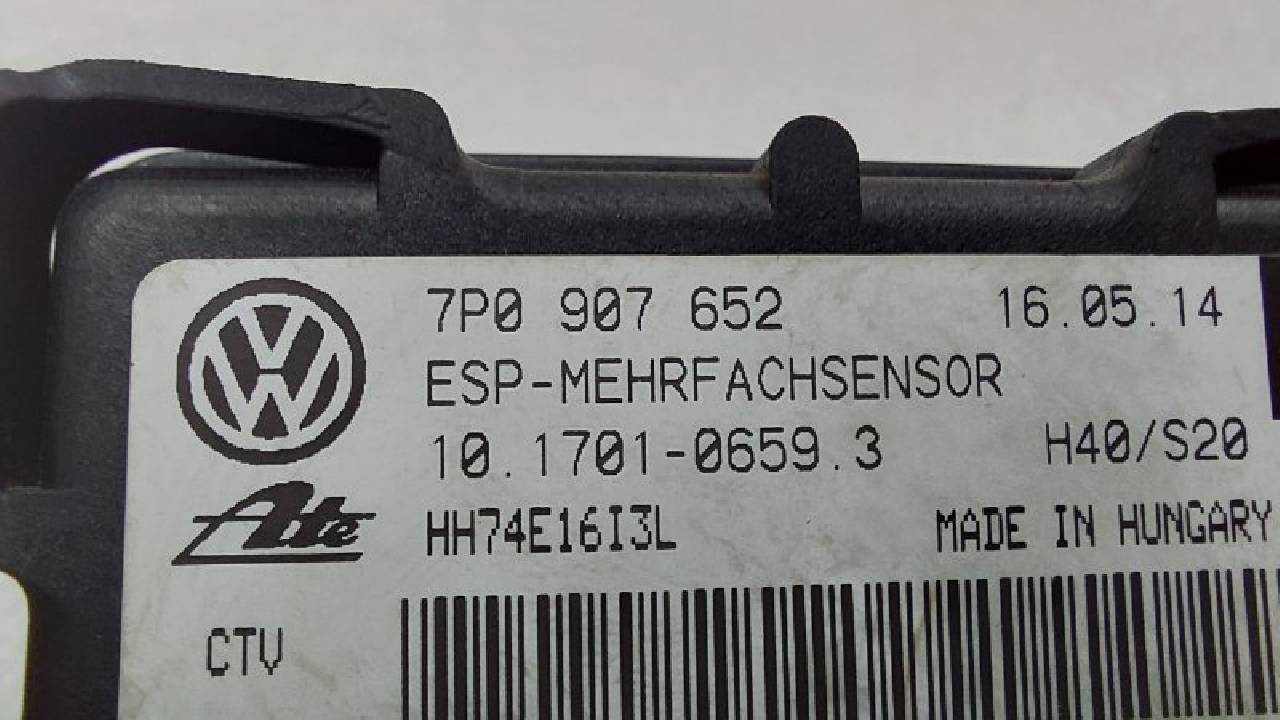 7P0 907 652 16.05.14
ESP-MEHRFACHSENSOR
10.1701-0659.3 H40/S20
Ate HH74E16I3L MADE IN HUNGARY
CTV